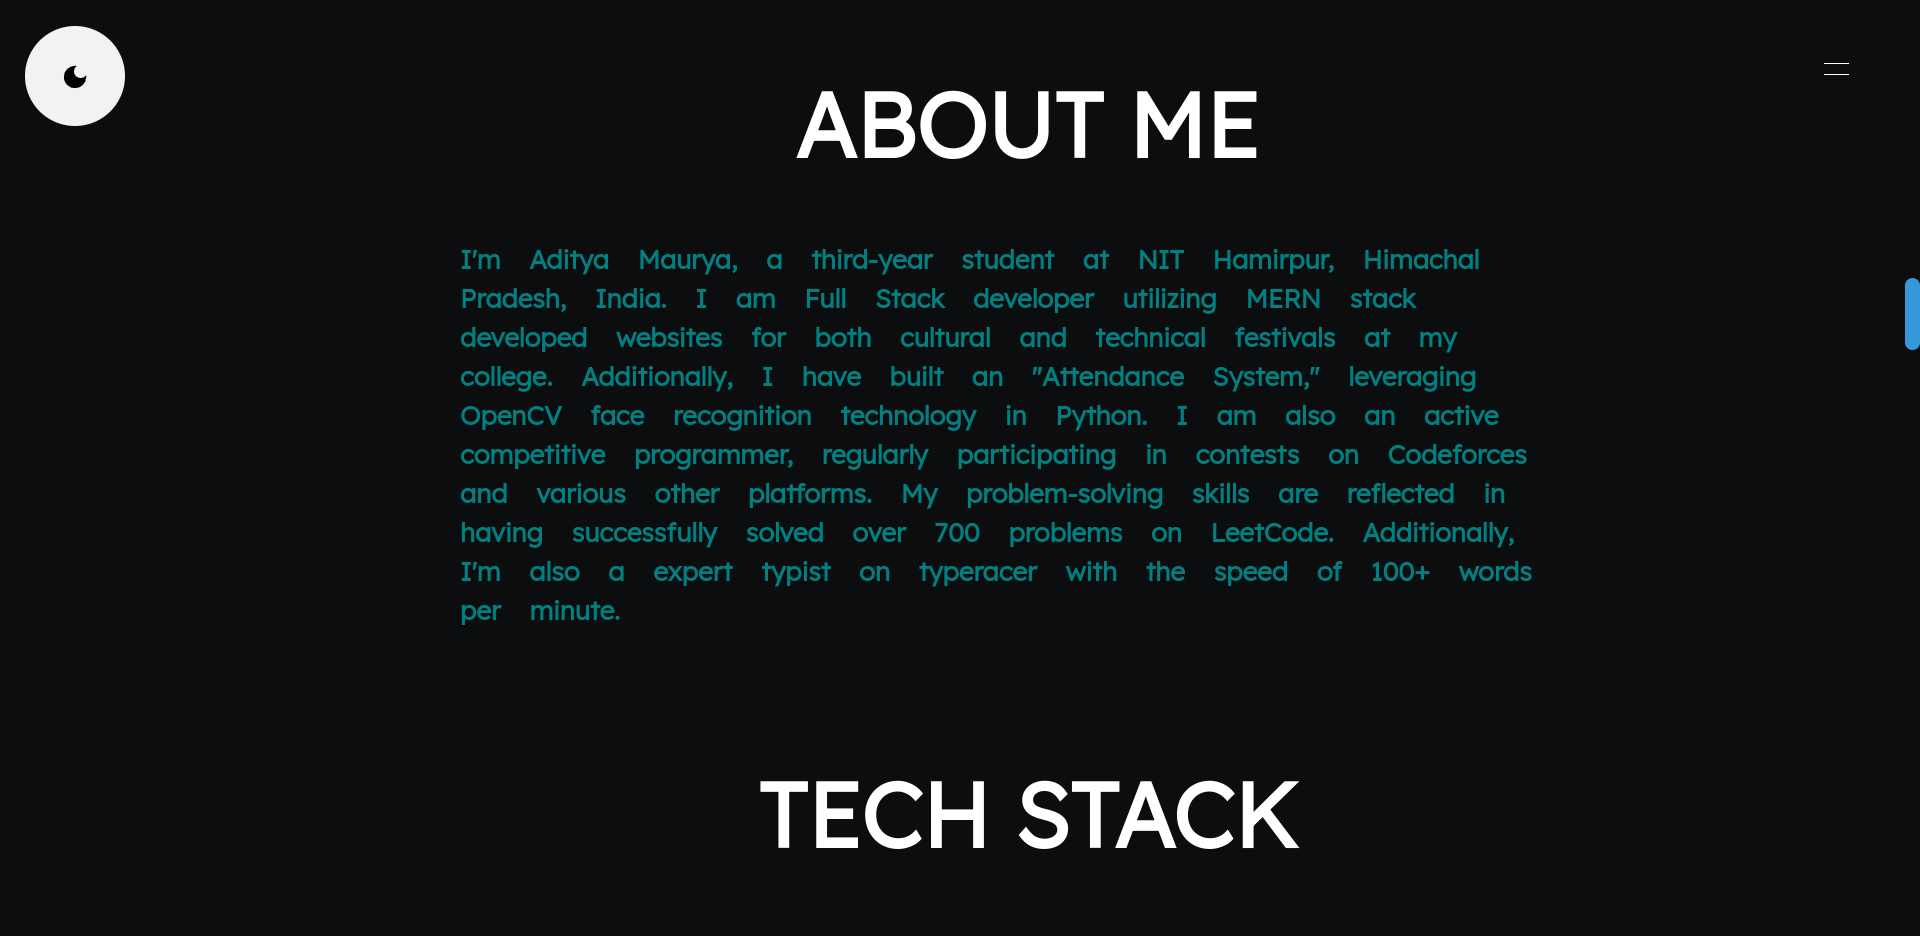 ABOUT ME
I'm Aditya Maurya, a third-year student at NIT Hamirpur, Himachal
Pradesh, India. I am Full Stack developer utilizing MERN stack
developed websites for both cultural and technical festivals at my
college. Additionally, I have built an "Attendance System," leveraging
OpenCV face recognition technology in Python. I am also an active
competitive programmer, regularly participating in contests on Codeforces
and various other platforms. My problem-solving skills are reflected in
having successfully solved over 700 problems on LeetCode. Additionally,
I'm also a expert typist on typeracer with the speed of 100+ words
per minute.
TECH STACK